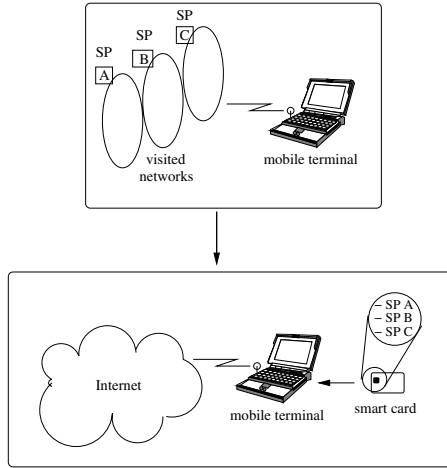 SP
C
SP
B
SP
A
visited
networks
mobile terminal
Internet
mobile terminal
– SP A
– SP B
– SP C
smart card